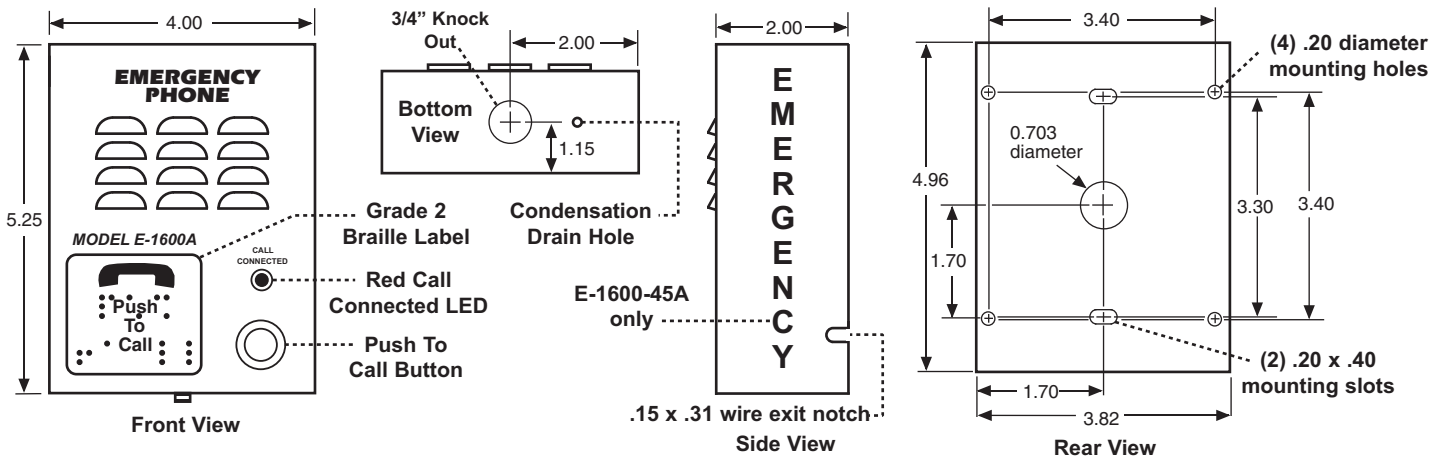 4.00
5.25
EMERGENCY
PHONE
MODEL E-1600A
CALL
CONNECTED
Push
To
Call
Grade 2
Braille Label
Red Call
Connected LED
Push To
Call Button
Front View
3/4” Knock
Out
2.00
Bottom
View
1.15
Condensation
Drain Hole
2.00
EMERGENCY
E-1600-45A
only
.15 x .31 wire exit notch
Side View
3.40
(4) .20 diameter
mounting holes
0.703
diameter
4.96
1.70
3.30
3.40
(2) .20 x .40
mounting slots
1.70
3.82
Rear View